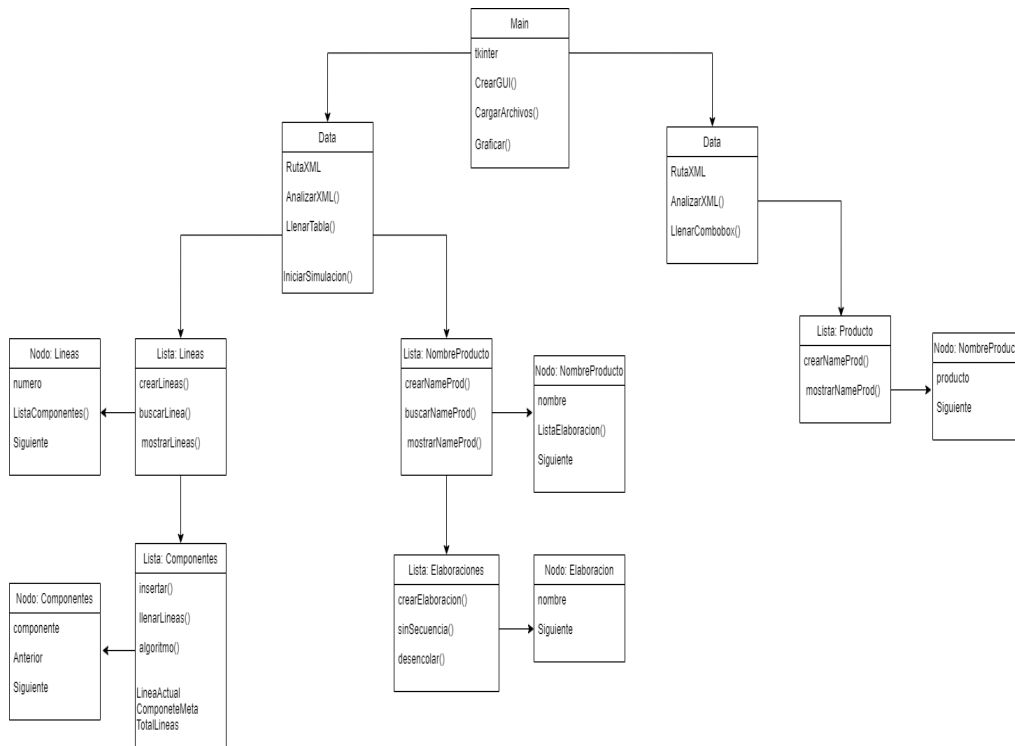 Main
tkinter
CrearGUI()
CargarArchivos()
Graficar()
Data
RutaXML
AnalizarXML()
LlenarTabla()
IniciarSimulacion()
Data
RutaXML
AnalizarXML()
LlenarCombobox()
Lista: Producto
crearNameProd()
mostrarNameProd()
Nodo: NombreProduc
producto
Siguiente
Nodo: Lineas
numero
ListaComponentes()
Siguiente
Lista: Lineas
crearLineas()
buscarLinea()
mostrarLineas()
Lista: NombreProducto
crearNameProd()
buscarNameProd()
mostrarNameProd()
Nodo: NombreProducto
nombre
ListaElaboracion()
Siguiente
Nodo: Componentes
componente
Anterior
Siguiente
Lista: Componentes
insertar()
llenarLineas()
algoritmo()
LineaActual
ComponeteMeta
TotalLineas
Lista: Elaboraciones
crearElaboracion()
sinSecuencia()
desencolar()
Nodo: Elaboracion
nombre
Siguiente